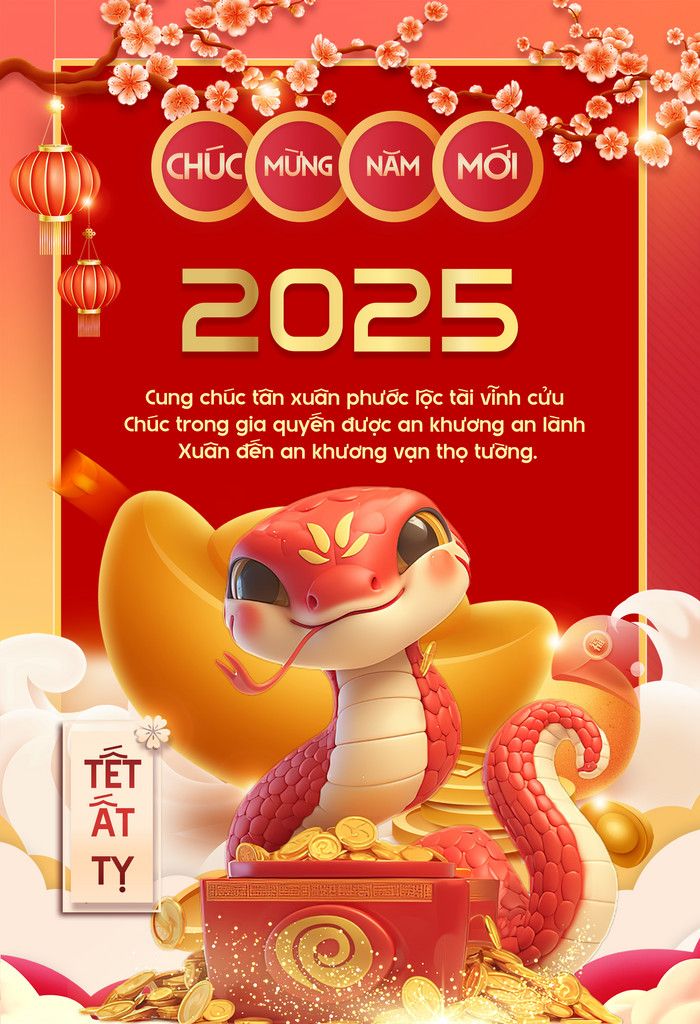 CHÚC MỪNG NĂM MỚI
2025
Cung chúc tân xuân phước lộc tài vĩnh cửu
Chúc trong gia quyến được an khương an lành
Xuân đến an khương vạn thọ tường.
TẾT
ẤT
TỴ